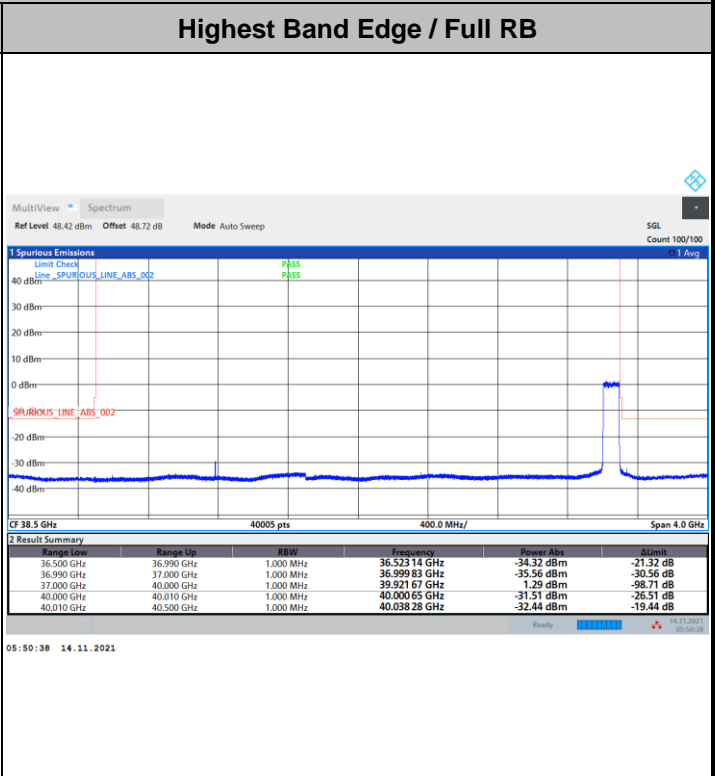 Highest Band Edge / Full RB
MultiView Spectrum
Ref Level 48.42 dBm Offset 48.72 dB Mode Auto Sweep SGL
Count 100/100
1 Spurious Emissions 1 Avg
Limit Check PASS
Line _SPURIOUS_LINE_ABS_002 PASS
40 dBm
30 dBm
20 dBm
10 dBm
0 dBm
_SPURIOUS_LINE_ABS_002
-20 dBm
-30 dBm
-40 dBm
CF 38.5 GHz 40005 pts 400.0 MHz/ Span 4.0 GHz
2 Result Summary
Range Low Range Up RBW Frequency Power Abs ΔLimit
36.500 GHz 36.990 GHz 1.000 MHz 36.523 14 GHz -34.32 dBm -21.32 dB
36.990 GHz 37.000 GHz 1.000 MHz 36.999 83 GHz -35.56 dBm -30.56 dB
37.000 GHz 40.000 GHz 1.000 MHz 39.921 67 GHz 1.29 dBm -98.71 dB
40.000 GHz 40.010 GHz 1.000 MHz 40.000 65 GHz -31.51 dBm -26.51 dB
40.010 GHz 40.500 GHz 1.000 MHz 40.038 28 GHz -32.44 dBm -19.44 dB
Ready 14.11.2021
05:50:38
05:50:38 14.11.2021